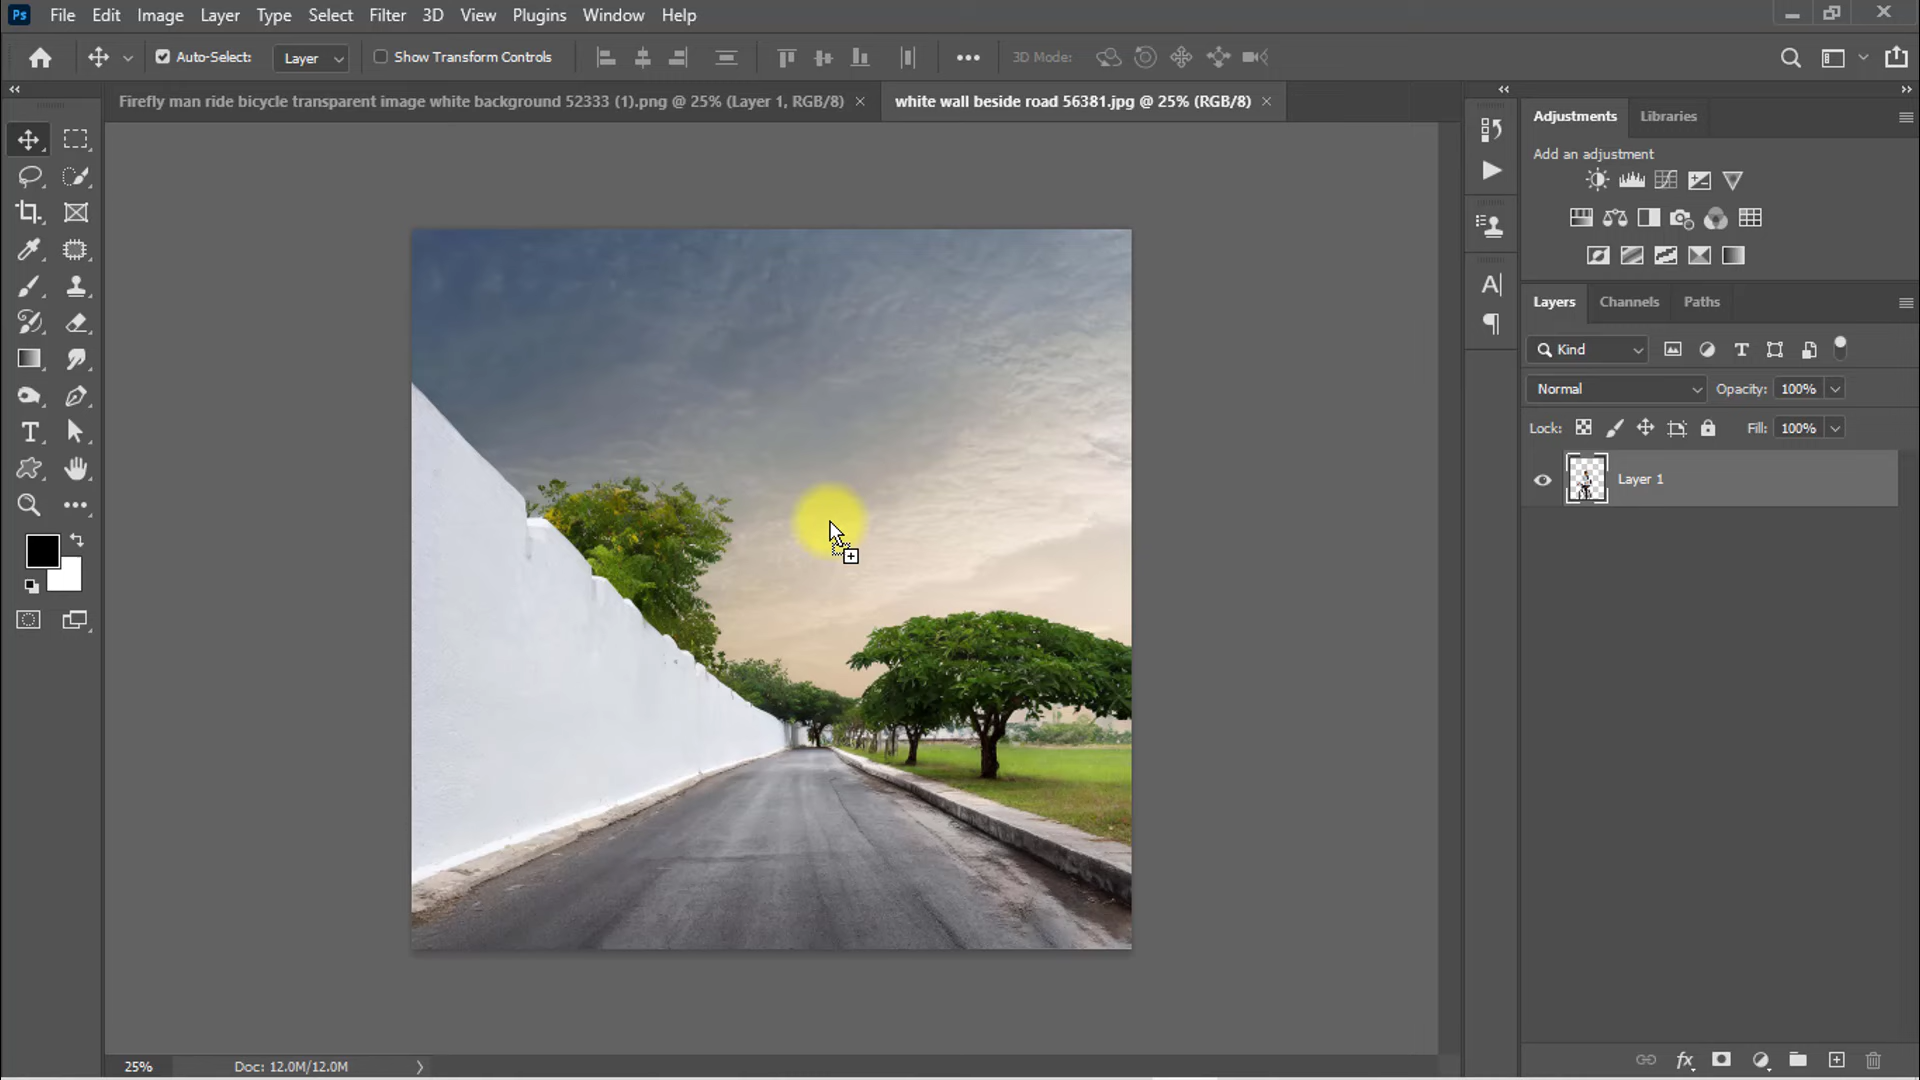 Ps File Edit Image Layer Type Select Filter 3D View Plugins Window Help
Auto-Select: Layer Show Transform Controls 3D Mode:
Firefly man ride bicycle transparent image white background 52333 (1).png @ 25% (Layer 1, RGB/8) × white wall beside road 56381.jpg @ 25% (RGB/8) ×
Adjustments Libraries
Add an adjustment
Layers Channels Paths
Kind
Normal Opacity: 100%
Lock: Fill: 100%
Layer 1
25% Doc: 12.0M/12.0M